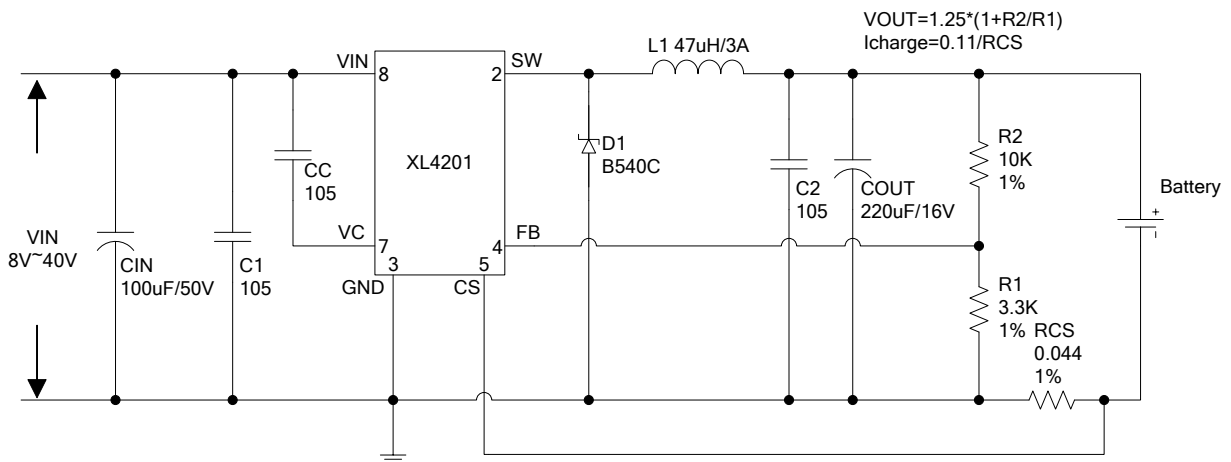 VOUT=1.25*(1+R2/R1)
Icharge=0.11/RCS
L1 47uH/3A
VIN
8
2
SW
XL4201
CC
105
D1
B540C
R2
10K
1%
C2
105
COUT
220uF/16V
Battery
+
-
VIN
8V~40V
CIN
100uF/50V
C1
105
VC
7
3
GND
5
CS
4
FB
R1
3.3K
1%
RCS
0.044
1%